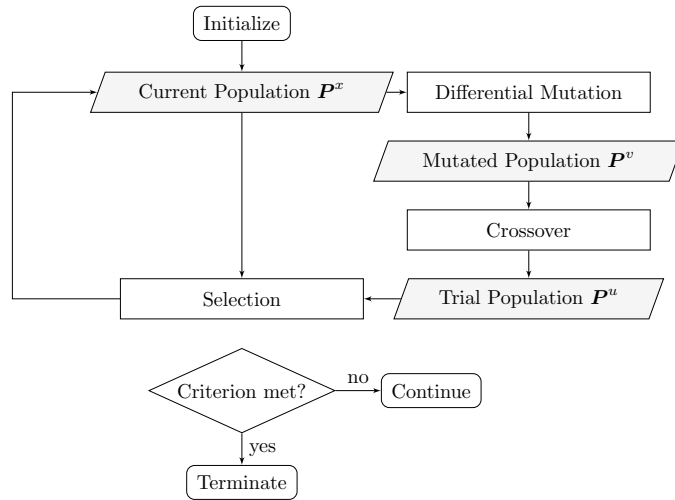 Initialize
Current Population P^x
Differential Mutation
Mutated Population P^v
Crossover
Selection
Trial Population P^u
Criterion met?
no
Continue
yes
Terminate